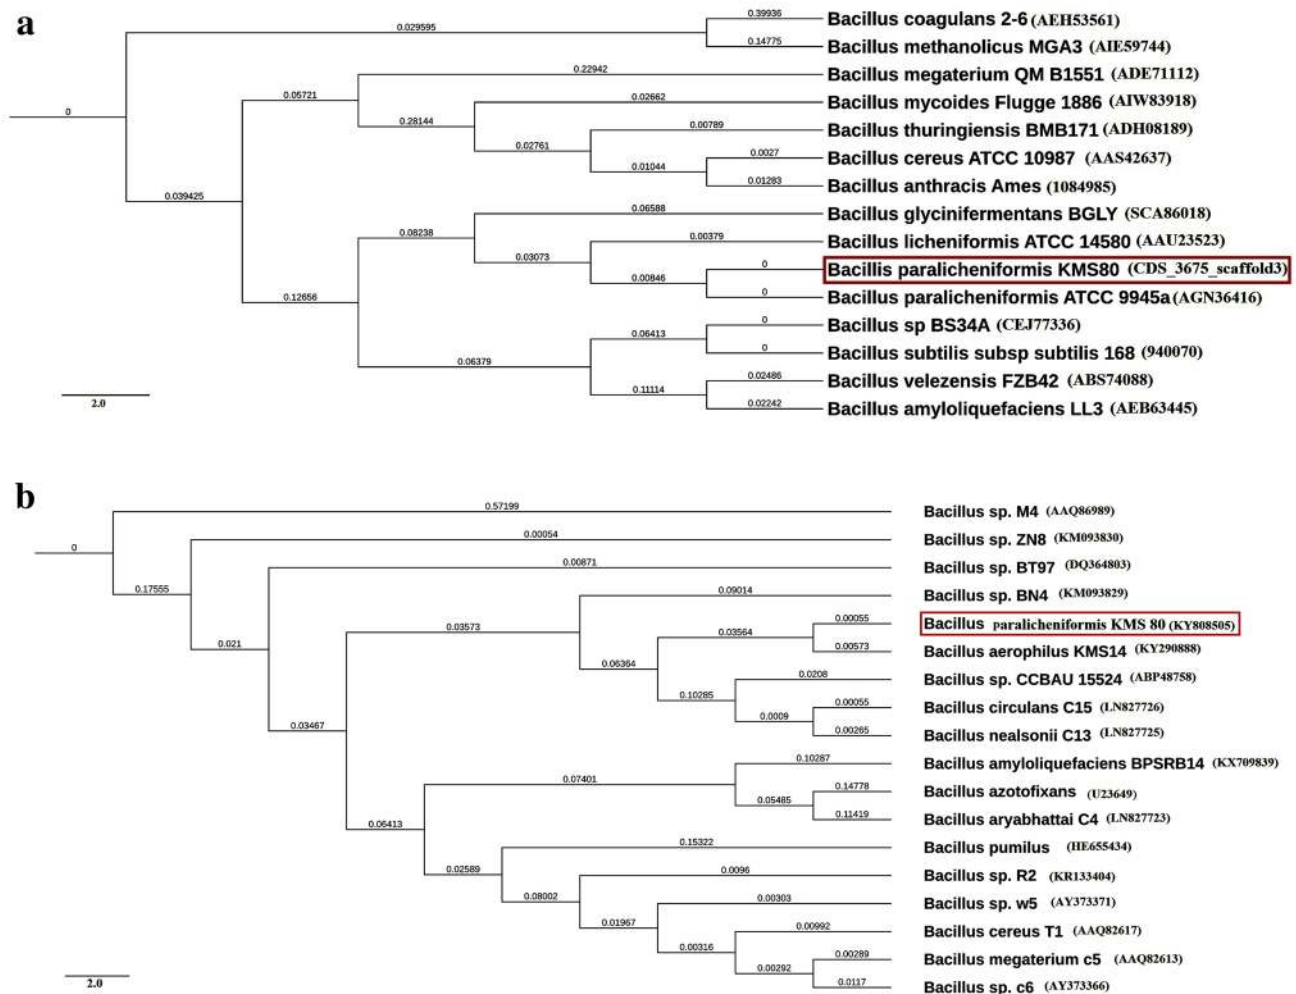 a
0.39936
Bacillus coagulans 2-6 (AEH53561)
0.029595
0.14775
Bacillus methanolicus MGA3 (AIE59744)
0.22942
Bacillus megaterium QM B1551 (ADE71112)
0.05721
0.02662
Bacillus mycoides Flugge 1886 (AIW83918)
0
0.28144
0.00789
Bacillus thuringiensis BMB171 (ADH08189)
0.02761
0.0027
Bacillus cereus ATCC 10987 (AAS42637)
0.01044
0.01283
Bacillus anthracis Ames (1084985)
0.039425
0.06588
Bacillus glycinifermentans BGLY (SCA86018)
0.08238
0.00379
Bacillus licheniformis ATCC 14580 (AAU23523)
0.03073
0
Bacillis paralicheniformis KMS80 (CDS_3675_scaffold3)
0.00846
0
Bacillus paralicheniformis ATCC 9945a (AGN36416)
0.12656
0
Bacillus sp BS34A (CEJ77336)
0.06413
0
Bacillus subtilis subsp subtilis 168 (940070)
0.06379
0.02486
Bacillus velezensis FZB42 (ABS74088)
0.11114
0.02242
Bacillus amyloliquefaciens LL3 (AEB63445)
2.0
b
0.57199
Bacillus sp. M4 (AAQ86989)
0
0.00054
Bacillus sp. ZN8 (KM093830)
0.17555
0.00871
Bacillus sp. BT97 (DQ364803)
0.09014
Bacillus sp. BN4 (KM093829)
0.03573
0.00055
Bacillus paralicheniformis KMS 80 (KY808505)
0.03564
0.021
0.00573
Bacillus aerophilus KMS14 (KY290888)
0.06364
0.0208
Bacillus sp. CCBAU 15524 (ABP48758)
0.10285
0.00055
Bacillus circulans C15 (LN827726)
0.0009
0.03467
0.00265
Bacillus nealsonii C13 (LN827725)
0.10287
Bacillus amyloliquefaciens BPSRB14 (KX709839)
0.07401
0.14778
Bacillus azotofixans (U23649)
0.05485
0.11419
Bacillus aryabhattai C4 (LN827723)
0.06413
0.15322
Bacillus pumilus (HE655434)
0.02589
0.0096
Bacillus sp. R2 (KR133404)
0.08002
0.00303
Bacillus sp. w5 (AY373371)
0.01967
0.00992
Bacillus cereus T1 (AAQ82617)
0.00316
0.00289
Bacillus megaterium c5 (AAQ82613)
0.00292
0.0117
Bacillus sp. c6 (AY373366)
2.0